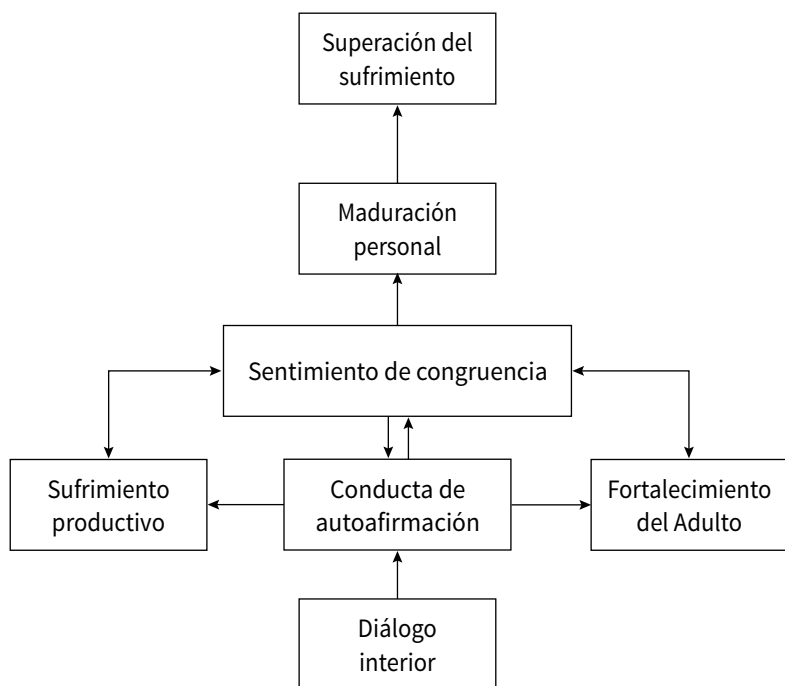 Superación del
sufrimiento
Maduración
personal
Sentimiento de congruencia
Sufrimiento
productivo
Conducta de
autoafirmación
Fortalecimiento
del Adulto
Diálogo
interior